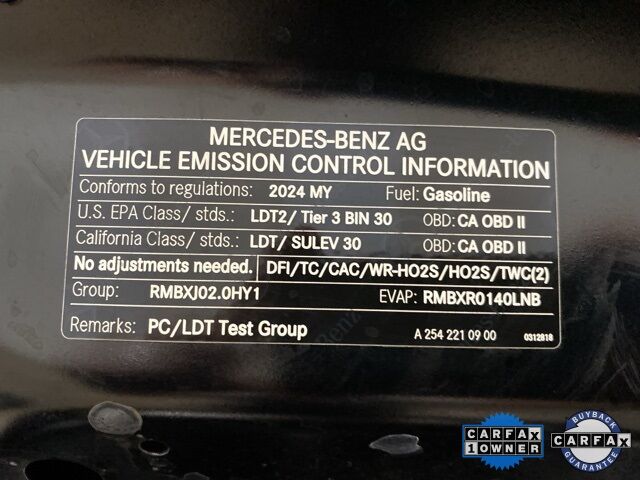 MERCEDES-BENZ AG
VEHICLE EMISSION CONTROL INFORMATION
Conforms to regulations: 2024 MY Fuel: Gasoline
U.S. EPA Class/ stds.: LDT2/ Tier 3 BIN 30 OBD: CA OBD II
California Class/ stds.: LDT/ SULEV 30 OBD: CA OBD II
No adjustments needed. DFI/TC/CAC/WR-HO2S/HO2S/TWC(2)
Group: RMBXJ02.0HY1 EVAP: RMBXR0140LNB
Remarks: PC/LDT Test Group A 254 221 09 00 0312818
CARFAX
1 OWNER
BUYBACK
CARFAX
GUARANTEE